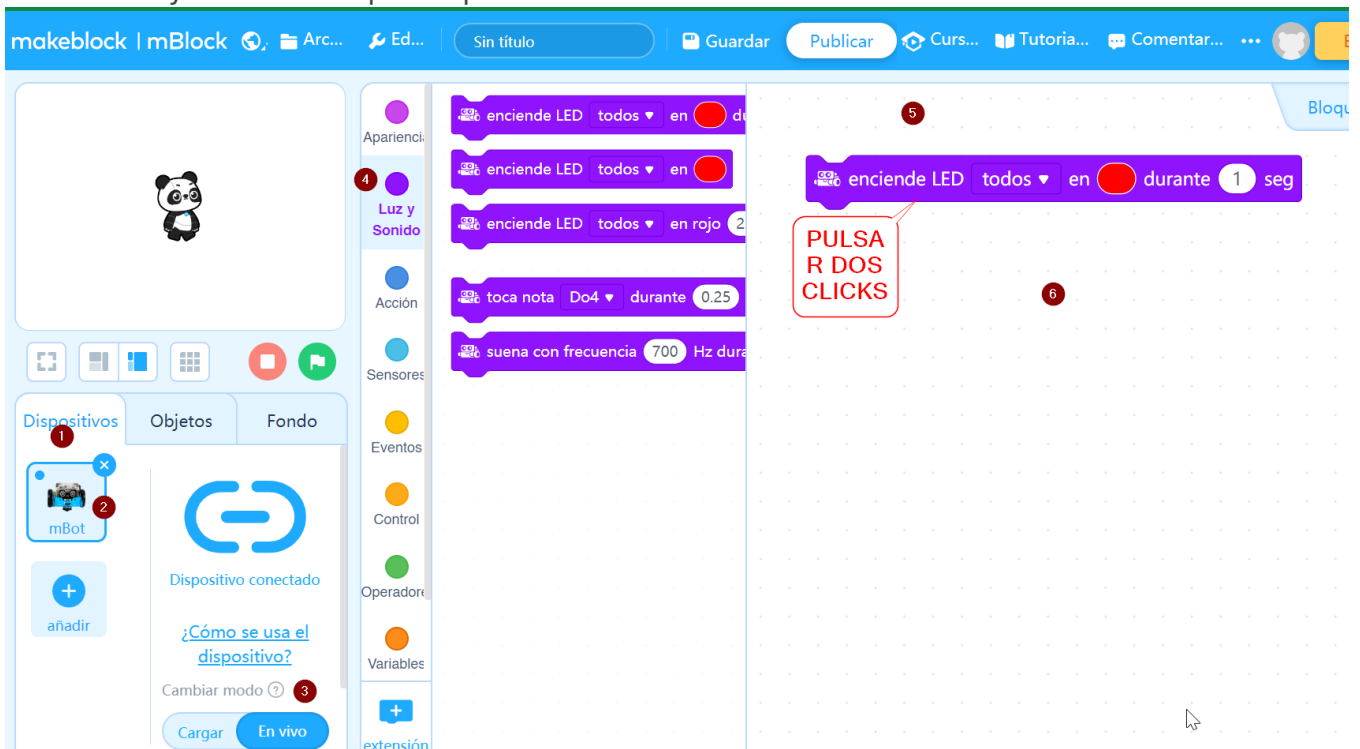 makeblock | mBlock Arc... Ed... Sin título Guardar Publicar Curs... Tutoria... Comentar... ...
Apariencia
4
Luz y
Sonido
Acción
Sensores
Eventos
Control
Operadore
Variables
+
extensión
enciende LED todos en du
enciende LED todos en
enciende LED todos en rojo 2
toca nota Do4 durante 0.25
suena con frecuencia 700 Hz dura
5
Bloqu
enciende LED todos en durante 1 seg
PULSA
R DOS
CLICKS
6
Dispositivos Objetos Fondo
1
2
mBot
+
añadir
Dispositivo conectado
¿Cómo se usa el
dispositivo?
Cambiar modo ? 3
Cargar En vivo